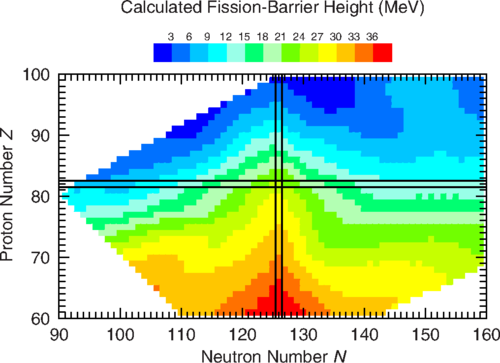 Calculated Fission-Barrier Height (MeV)
3 6 9 12 15 18 21 24 27 30 33 36
100
90
80
70
60
Proton Number Z
90 100 110 120 130 140 150 160
Neutron Number N